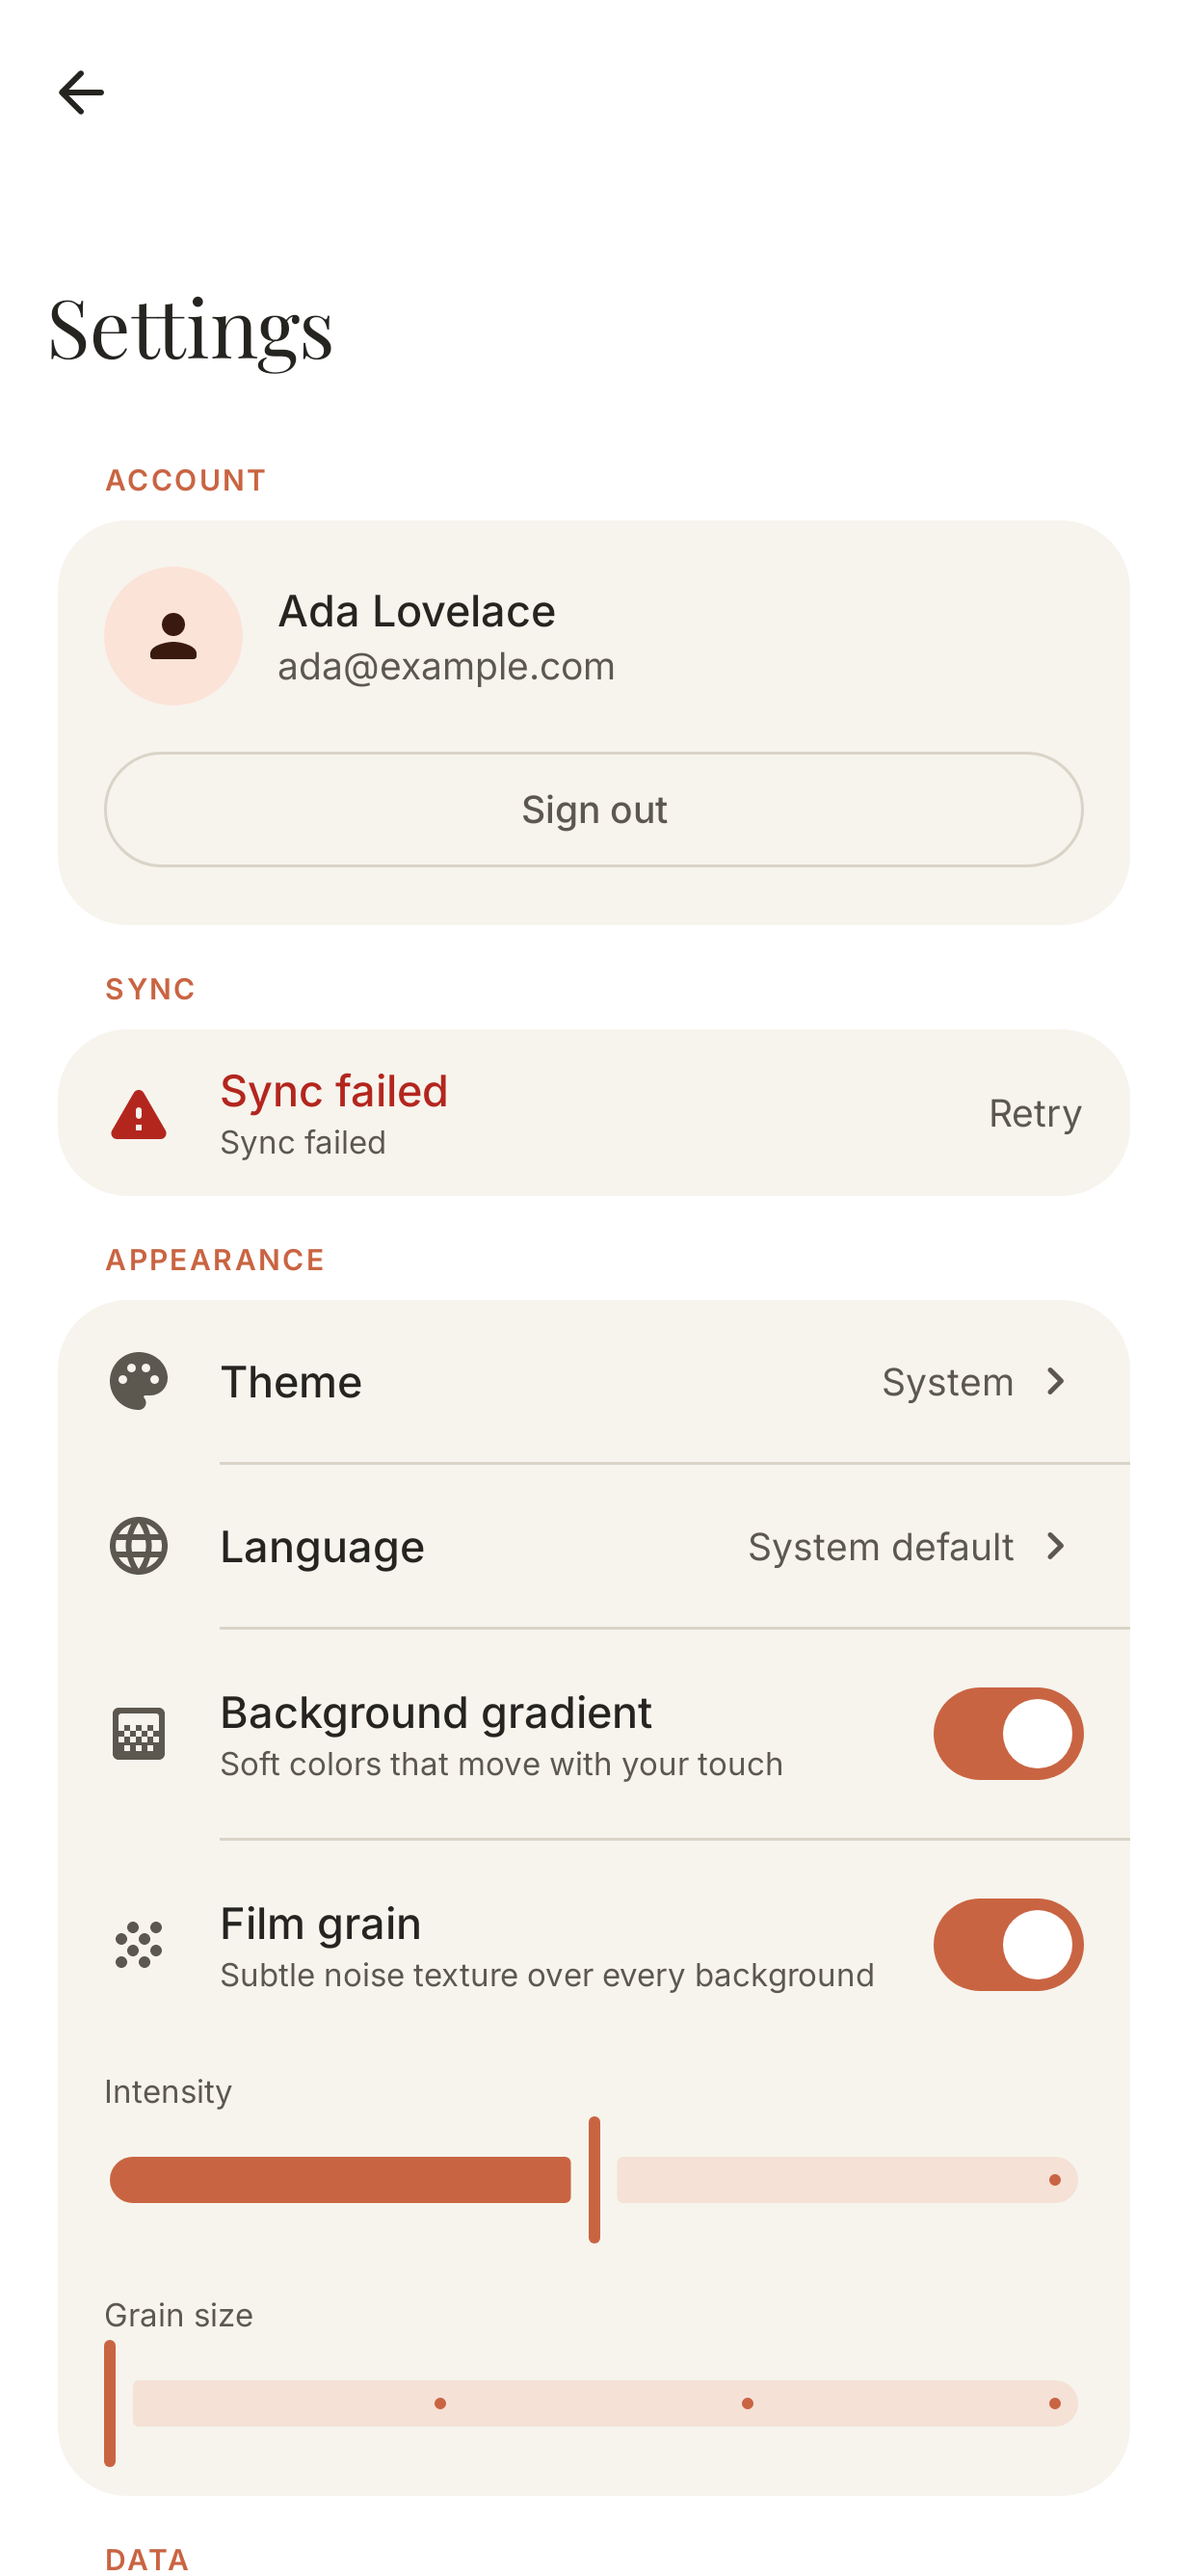 Settings
ACCOUNT
Ada Lovelace
ada@example.com
Sign out
SYNC
Sync failed
Sync failed
Retry
APPEARANCE
Theme
System
Language
System default
Background gradient
Soft colors that move with your touch
Film grain
Subtle noise texture over every background
Intensity
Grain size
DATA